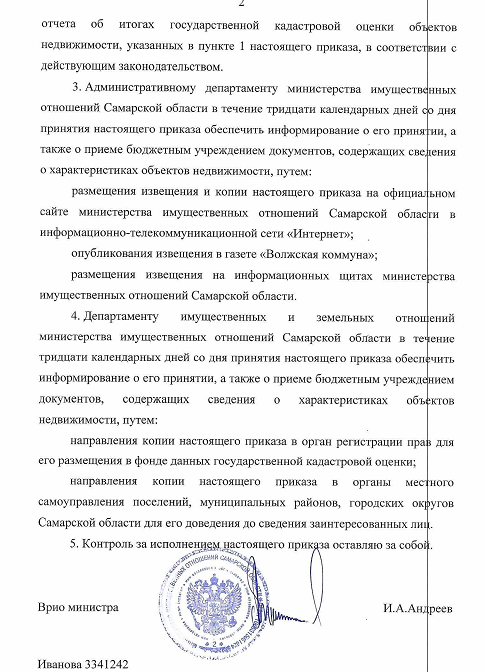 2
отчета об итогах государственной кадастровой оценки объектов
недвижимости, указанных в пункте 1 настоящего приказа, в соответствии с
действующим законодательством.
3. Административному департаменту министерства имущественных
отношений Самарской области в течение тридцати календарных дней со дня
принятия настоящего приказа обеспечить информирование о его принятии, а
также о приеме бюджетным учреждением документов, содержащих сведения
о характеристиках объектов недвижимости, путем:
размещения извещения и копии настоящего приказа на официальном
сайте министерства имущественных отношений Самарской области в
информационно-телекоммуникационной сети «Интернет»;
опубликования извещения в газете «Волжская коммуна»;
размещения извещения на информационных щитах министерства
имущественных отношений Самарской области.
4. Департаменту имущественных и земельных отношений
министерства имущественных отношений Самарской области в течение
тридцати календарных дней со дня принятия настоящего приказа обеспечить
информирование о его принятии, а также о приеме бюджетным учреждением
документов, содержащих сведения о характеристиках объектов
недвижимости, путем:
направления копии настоящего приказа в орган регистрации прав для
его размещения в фонде данных государственной кадастровой оценки;
направления копии настоящего приказа в органы местного
самоуправления поселений, муниципальных районов, городских округов
Самарской области для его доведения до сведения заинтересованных лиц.
5. Контроль за исполнением настоящего приказа оставляю за собой.
Врио министра И.А.Андреев
Иванова 3341242